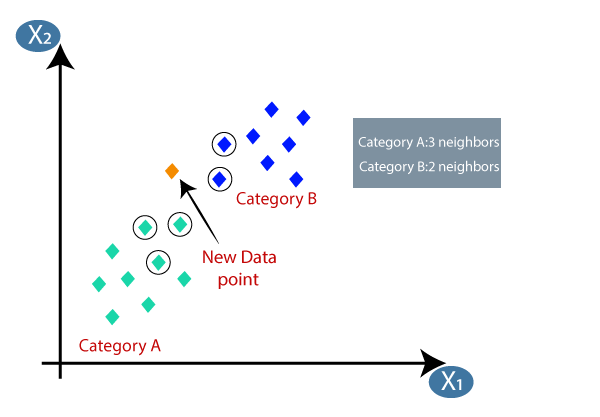 X2
Category A:3 neighbors
Category B:2 neighbors
Category B
New Data
point
Category A
X1